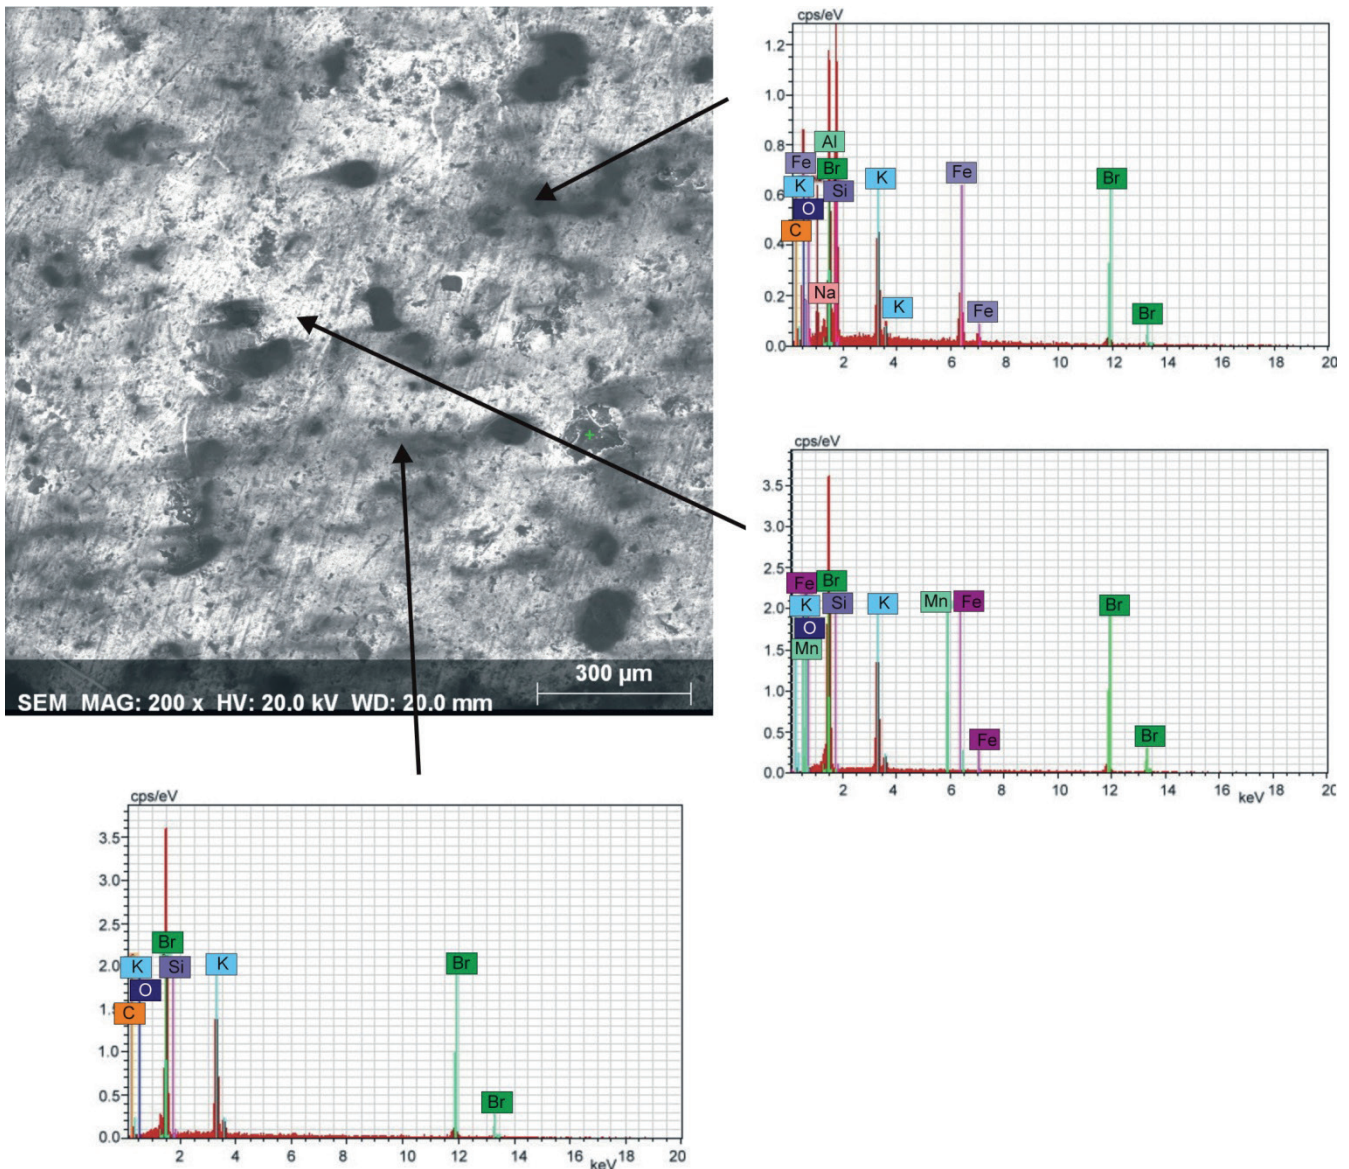 SEM MAG: 200 x HV: 20.0 kV WD: 20.0 mm
300 µm
cps/eV
1.2
1.0
0.8
0.6
0.4
0.2
0.0
Al
Fe
Br
K
Si
O
C
Na
K
K
Fe
Fe
Br
Br
2 4 6 8 10 12 14 16 18 20
cps/eV
3.5
3.0
2.5
2.0
1.5
1.0
0.5
0.0
Fe
Br
K
Si
O
Mn
K
Mn
Fe
Fe
Br
Br
2 4 6 8 10 12 14 16 18 20
keV
cps/eV
3.5
3.0
2.5
2.0
1.5
1.0
0.5
0.0
Br
K
Si
O
C
K
Br
Br
2 4 6 8 10 12 14 16 18 20
keV